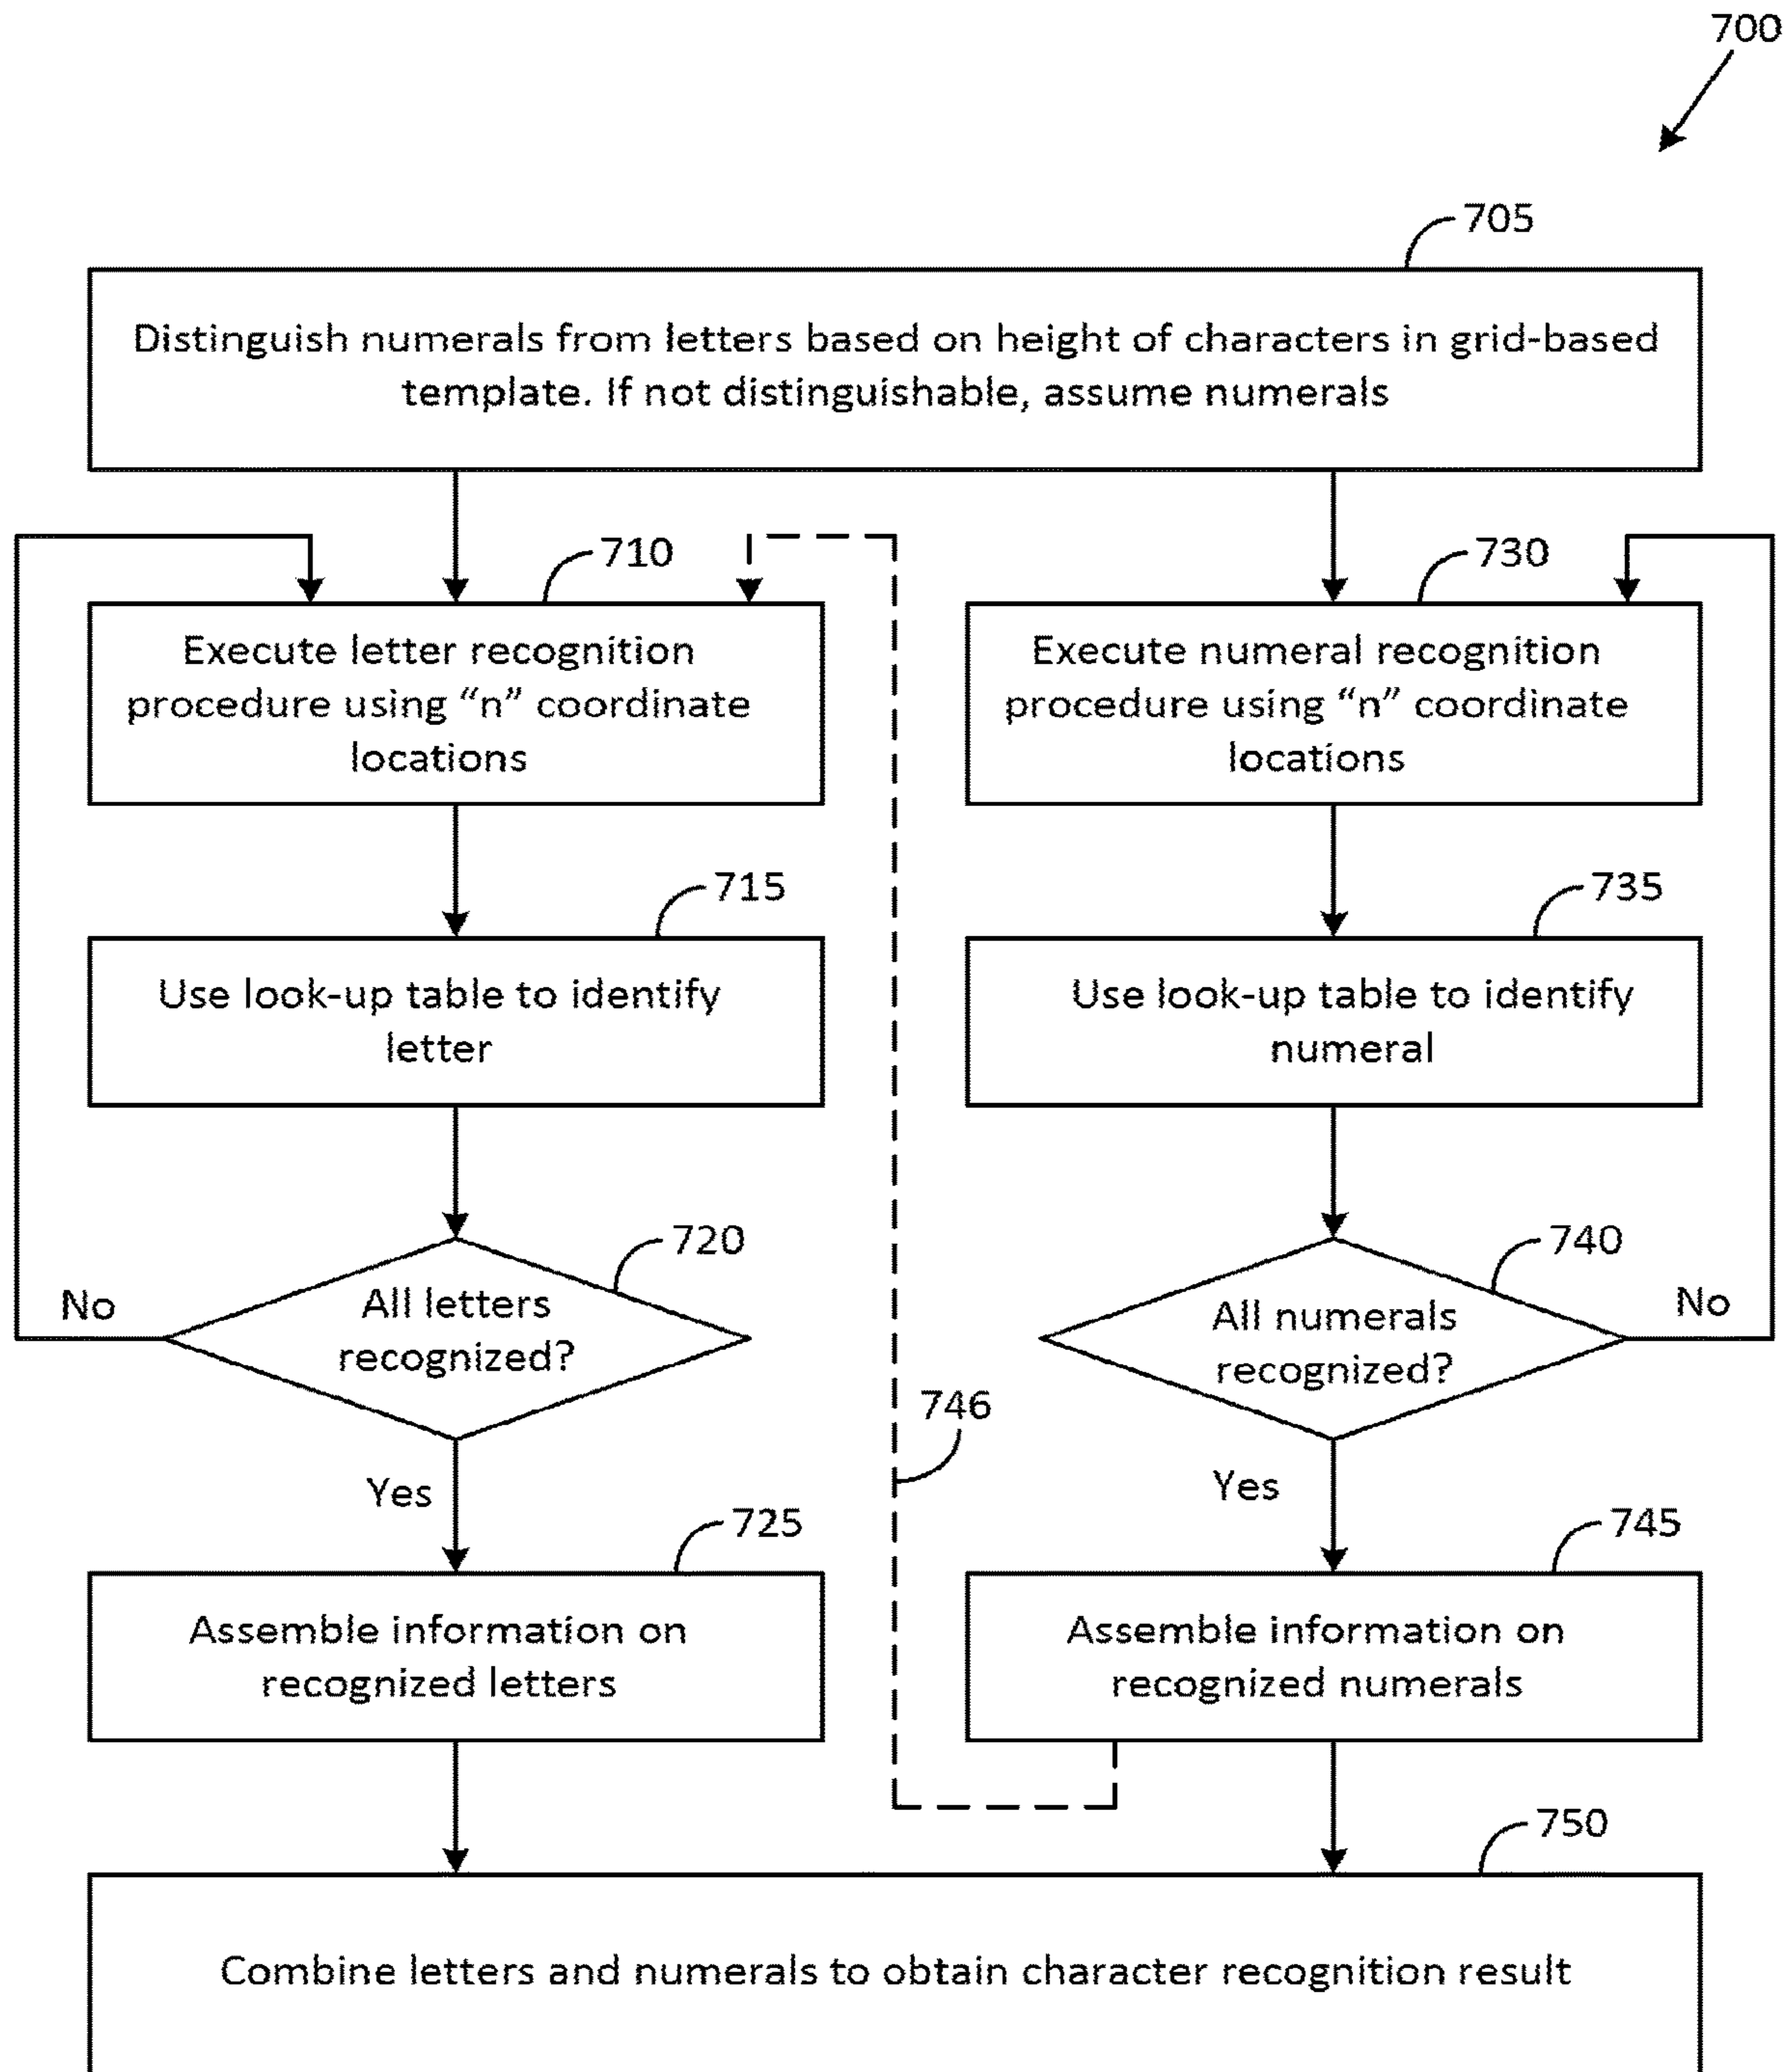 700
705
Distinguish numerals from letters based on height of characters in grid-based
template. If not distinguishable, assume numerals
710
Execute letter recognition
procedure using “n” coordinate
locations
730
Execute numeral recognition
procedure using “n” coordinate
locations
715
Use look-up table to identify
letter
735
Use look-up table to identify
numeral
720
All letters
recognized?
No
Yes
740
All numerals
recognized?
No
Yes
746
725
Assemble information on
recognized letters
745
Assemble information on
recognized numerals
750
Combine letters and numerals to obtain character recognition result